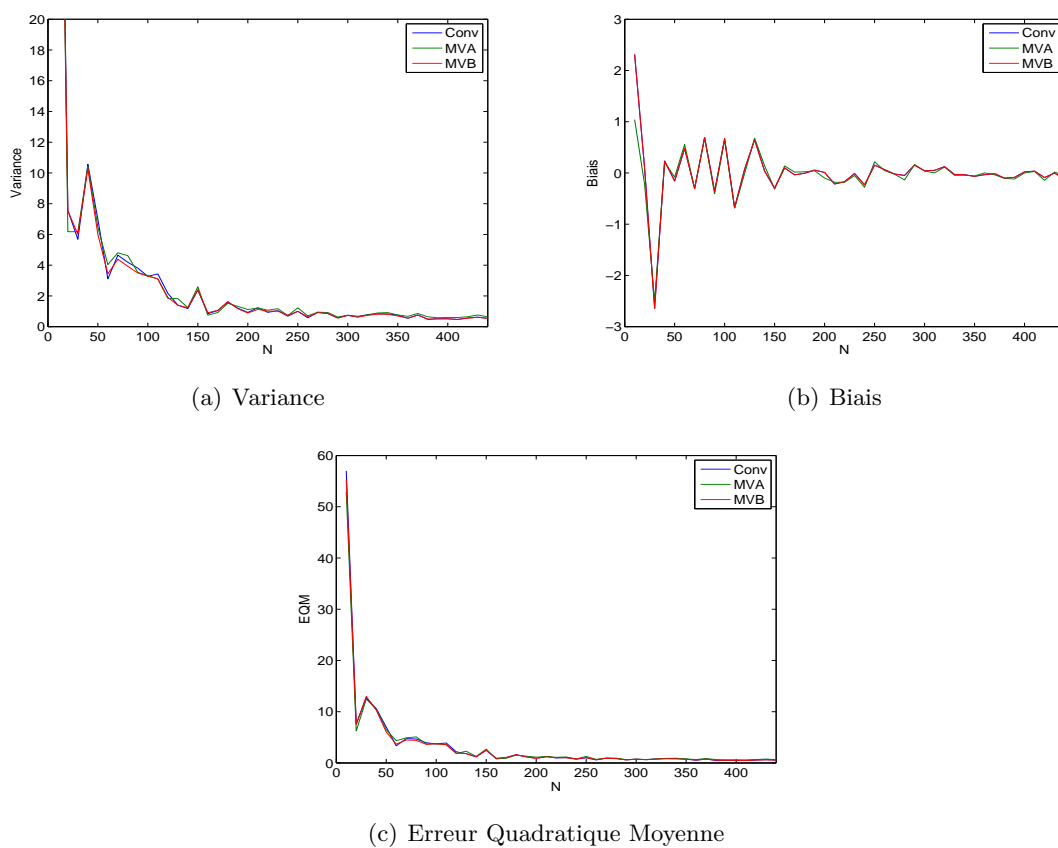 20
18
16
14
12
10
8
6
4
2
0
0 50 100 150 200 250 300 350 400
Variance
N
Conv
MVA
MVB
(a) Variance
3
2
1
0
−1
−2
−3
0 50 100 150 200 250 300 350 400
Biais
N
Conv
MVA
MVB
(b) Biais
60
50
40
30
20
10
0
0 50 100 150 200 250 300 350 400
EQM
N
Conv
MVA
MVB
(c) Erreur Quadratique Moyenne